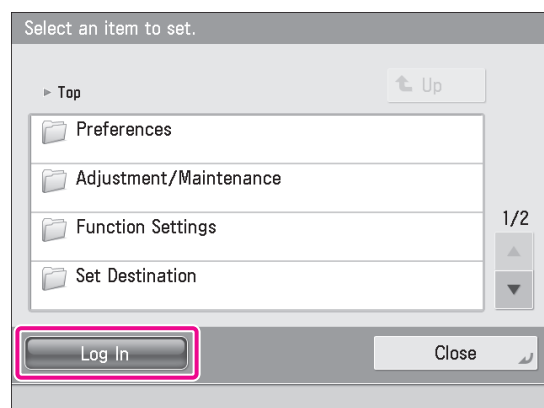 Select an item to set.
Top
Up
Preferences
Adjustment/Maintenance
Function Settings
Set Destination
1/2
Log In
Close